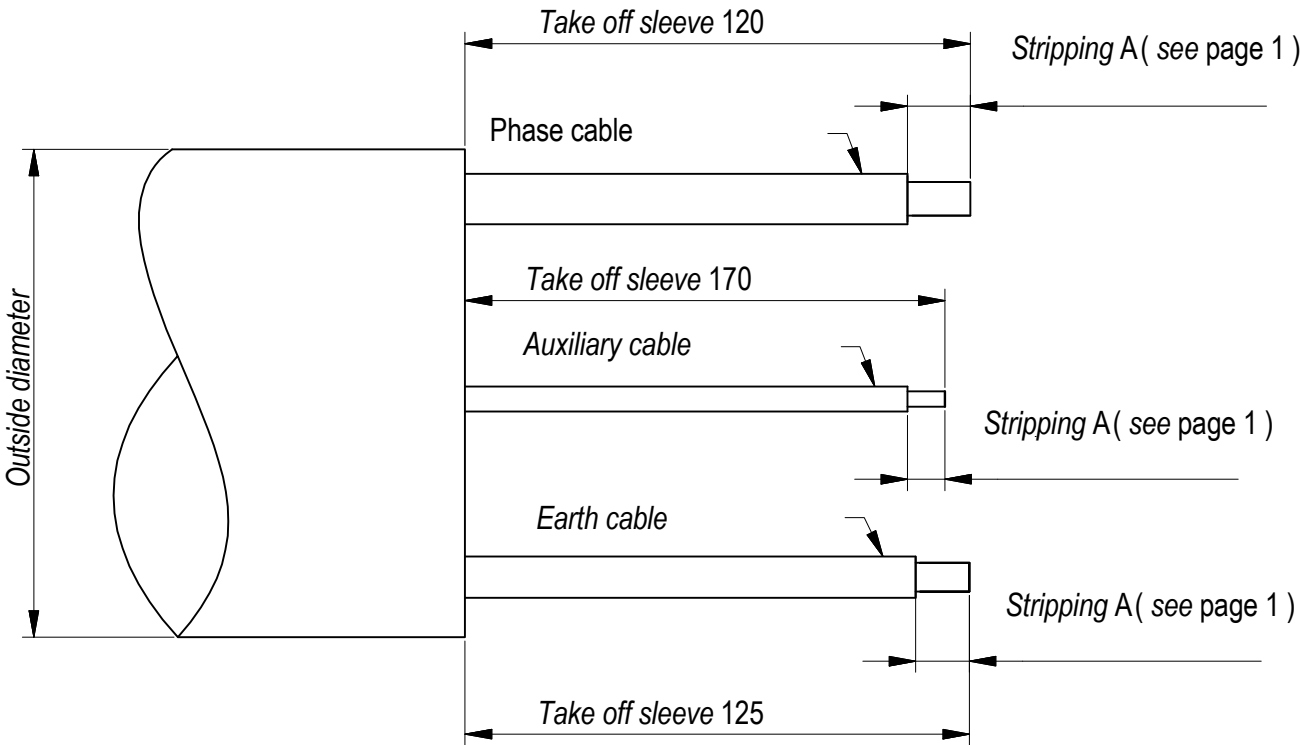 Take off sleeve 120
Stripping A( see page 1 )
Phase cable
Take off sleeve 170
Outside diameter
Auxiliary cable
Stripping A( see page 1 )
Earth cable
Stripping A( see page 1 )
Take off sleeve 125